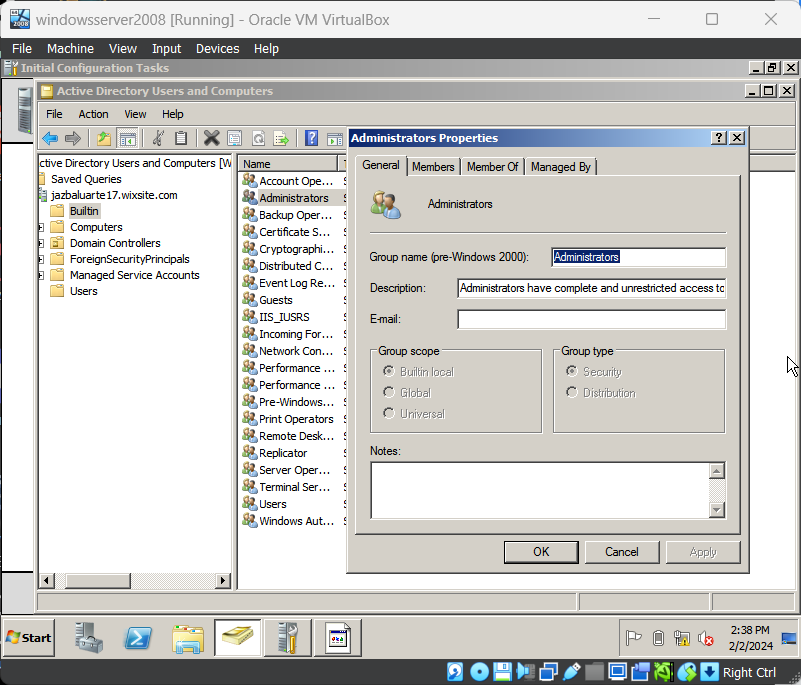 windowsserver2008 [Running] - Oracle VM VirtualBox
File Machine View Input Devices Help
Initial Configuration Tasks
Active Directory Users and Computers
File Action View Help
ctive Directory Users and Computers [W
Saved Queries
jazbaluarte17.wixsite.com
Builtin
Computers
Domain Controllers
ForeignSecurityPrincipals
Managed Service Accounts
Users
Name
Account Ope...
Administrators
Backup Oper...
Certificate S...
Cryptographi...
Distributed C...
Event Log Re...
Guests
IIS_IUSRS
Incoming For...
Network Con...
Performance ...
Performance ...
Pre-Windows...
Print Operators
Remote Desk...
Replicator
Server Oper...
Terminal Ser...
Users
Windows Aut...
Administrators Properties
General Members Member Of Managed By
Administrators
Group name (pre-Windows 2000): Administrators
Description: Administrators have complete and unrestricted access to
E-mail:
Group scope
Builtin local
Global
Universal
Group type
Security
Distribution
Notes:
OK Cancel Apply
Start
2:38 PM
2/2/2024
Right Ctrl